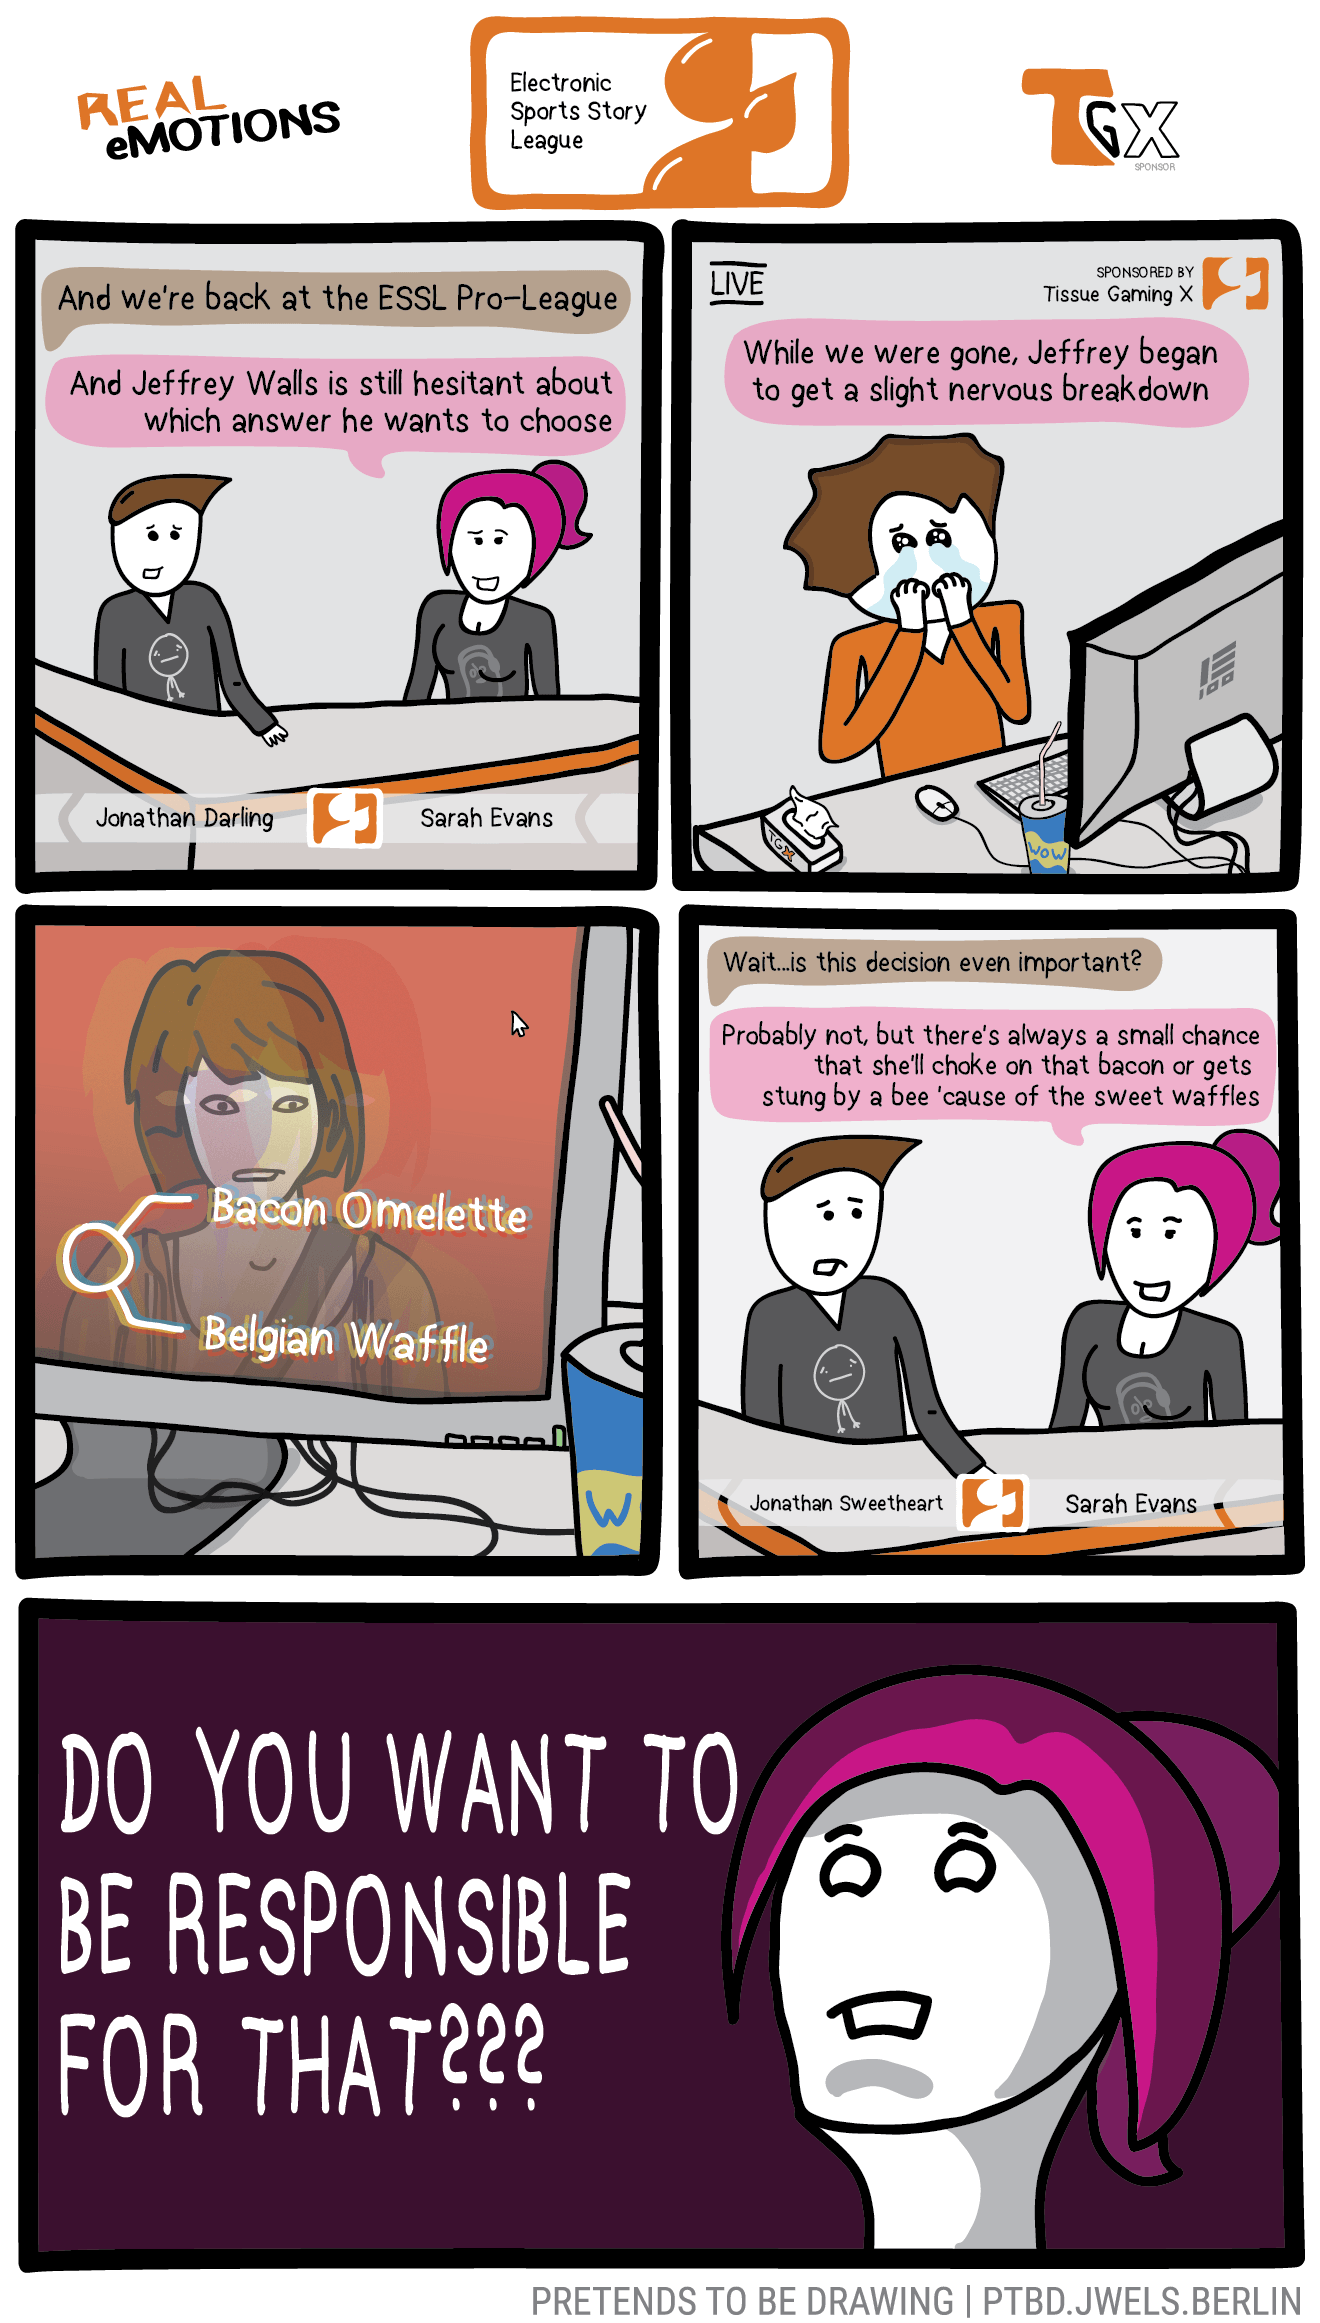 REAL
eMOTIONS
Electronic
Sports Story
League
TGX
SPONSOR
And we're back at the ESSL Pro-League
And Jeffrey Walls is still hesitant about
which answer he wants to choose
Jonathan Darling
Sarah Evans
LIVE
SPONSORED BY
Tissue Gaming X
While we were gone, Jeffrey began
to get a slight nervous breakdown
TGX
WOW
Bacon Omelette
Belgian Waffle
W
Wait...is this decision even important?
Probably not, but there's always a small chance
that she'll choke on that bacon or gets
stung by a bee 'cause of the sweet waffles
Jonathan Sweetheart
Sarah Evans
DO YOU WANT TO
BE RESPONSIBLE
FOR THAT???
PRETENDS TO BE DRAWING | PTBD.JWELS.BERLIN